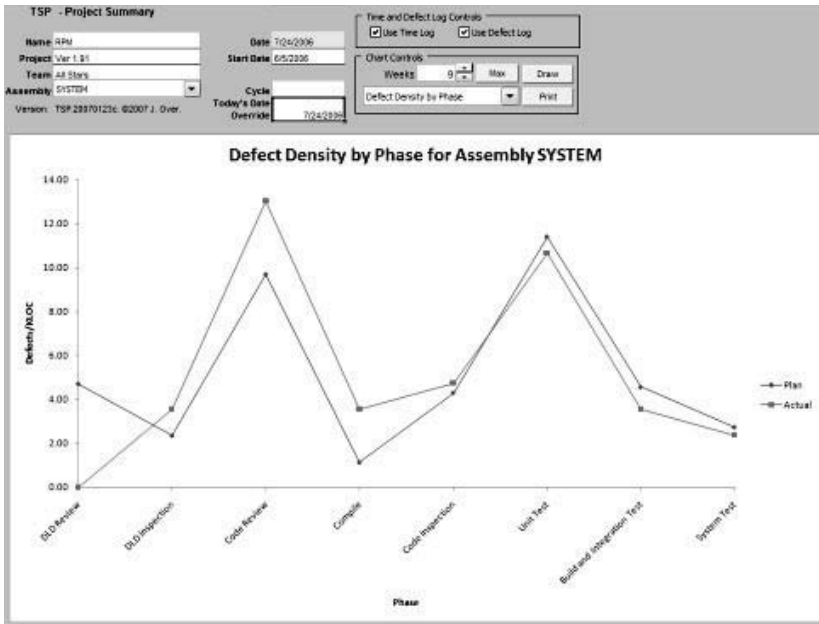 TSP - Project Summary
Name RPM
Project Ver 1.91
Team All Stars
Assembly SYSTEM
Version: TSP 20070123c. ©2007 J. Over.
Date 7/24/2006
Start Date 6/5/2006
Cycle
Today's Date
Override 7/24/2006
Time and Defect Log Controls
Use Time Log
Use Defect Log
Chart Controls
Weeks 9 Max Draw
Defect Density by Phase Print
Defect Density by Phase for Assembly SYSTEM
14.00
12.00
10.00
8.00
6.00
4.00
2.00
0.00
Defects/KLOC
Plan
Actual
DLD Review
DLD Inspection
Code Review
Compile
Code Inspection
Unit Test
Build and Integration Test
System Test
Phase